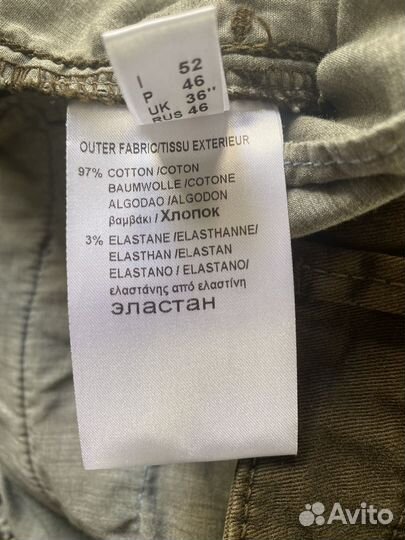 I 52
P 46
UK 36"
RUS 46
OUTER FABRIC/TISSU EXTERIEUR
97% COTTON /COTON
BAUMWOLLE /COTONE
ALGODAO /ALGODON
βαμβάκι / Хлопок
3% ELASTANE /ELASTHANNE/
ELASTHAN /ELASTAN
ELASTANO / ELASTANO/
ελαστάνης από ελαστίνη
эластан
Avito